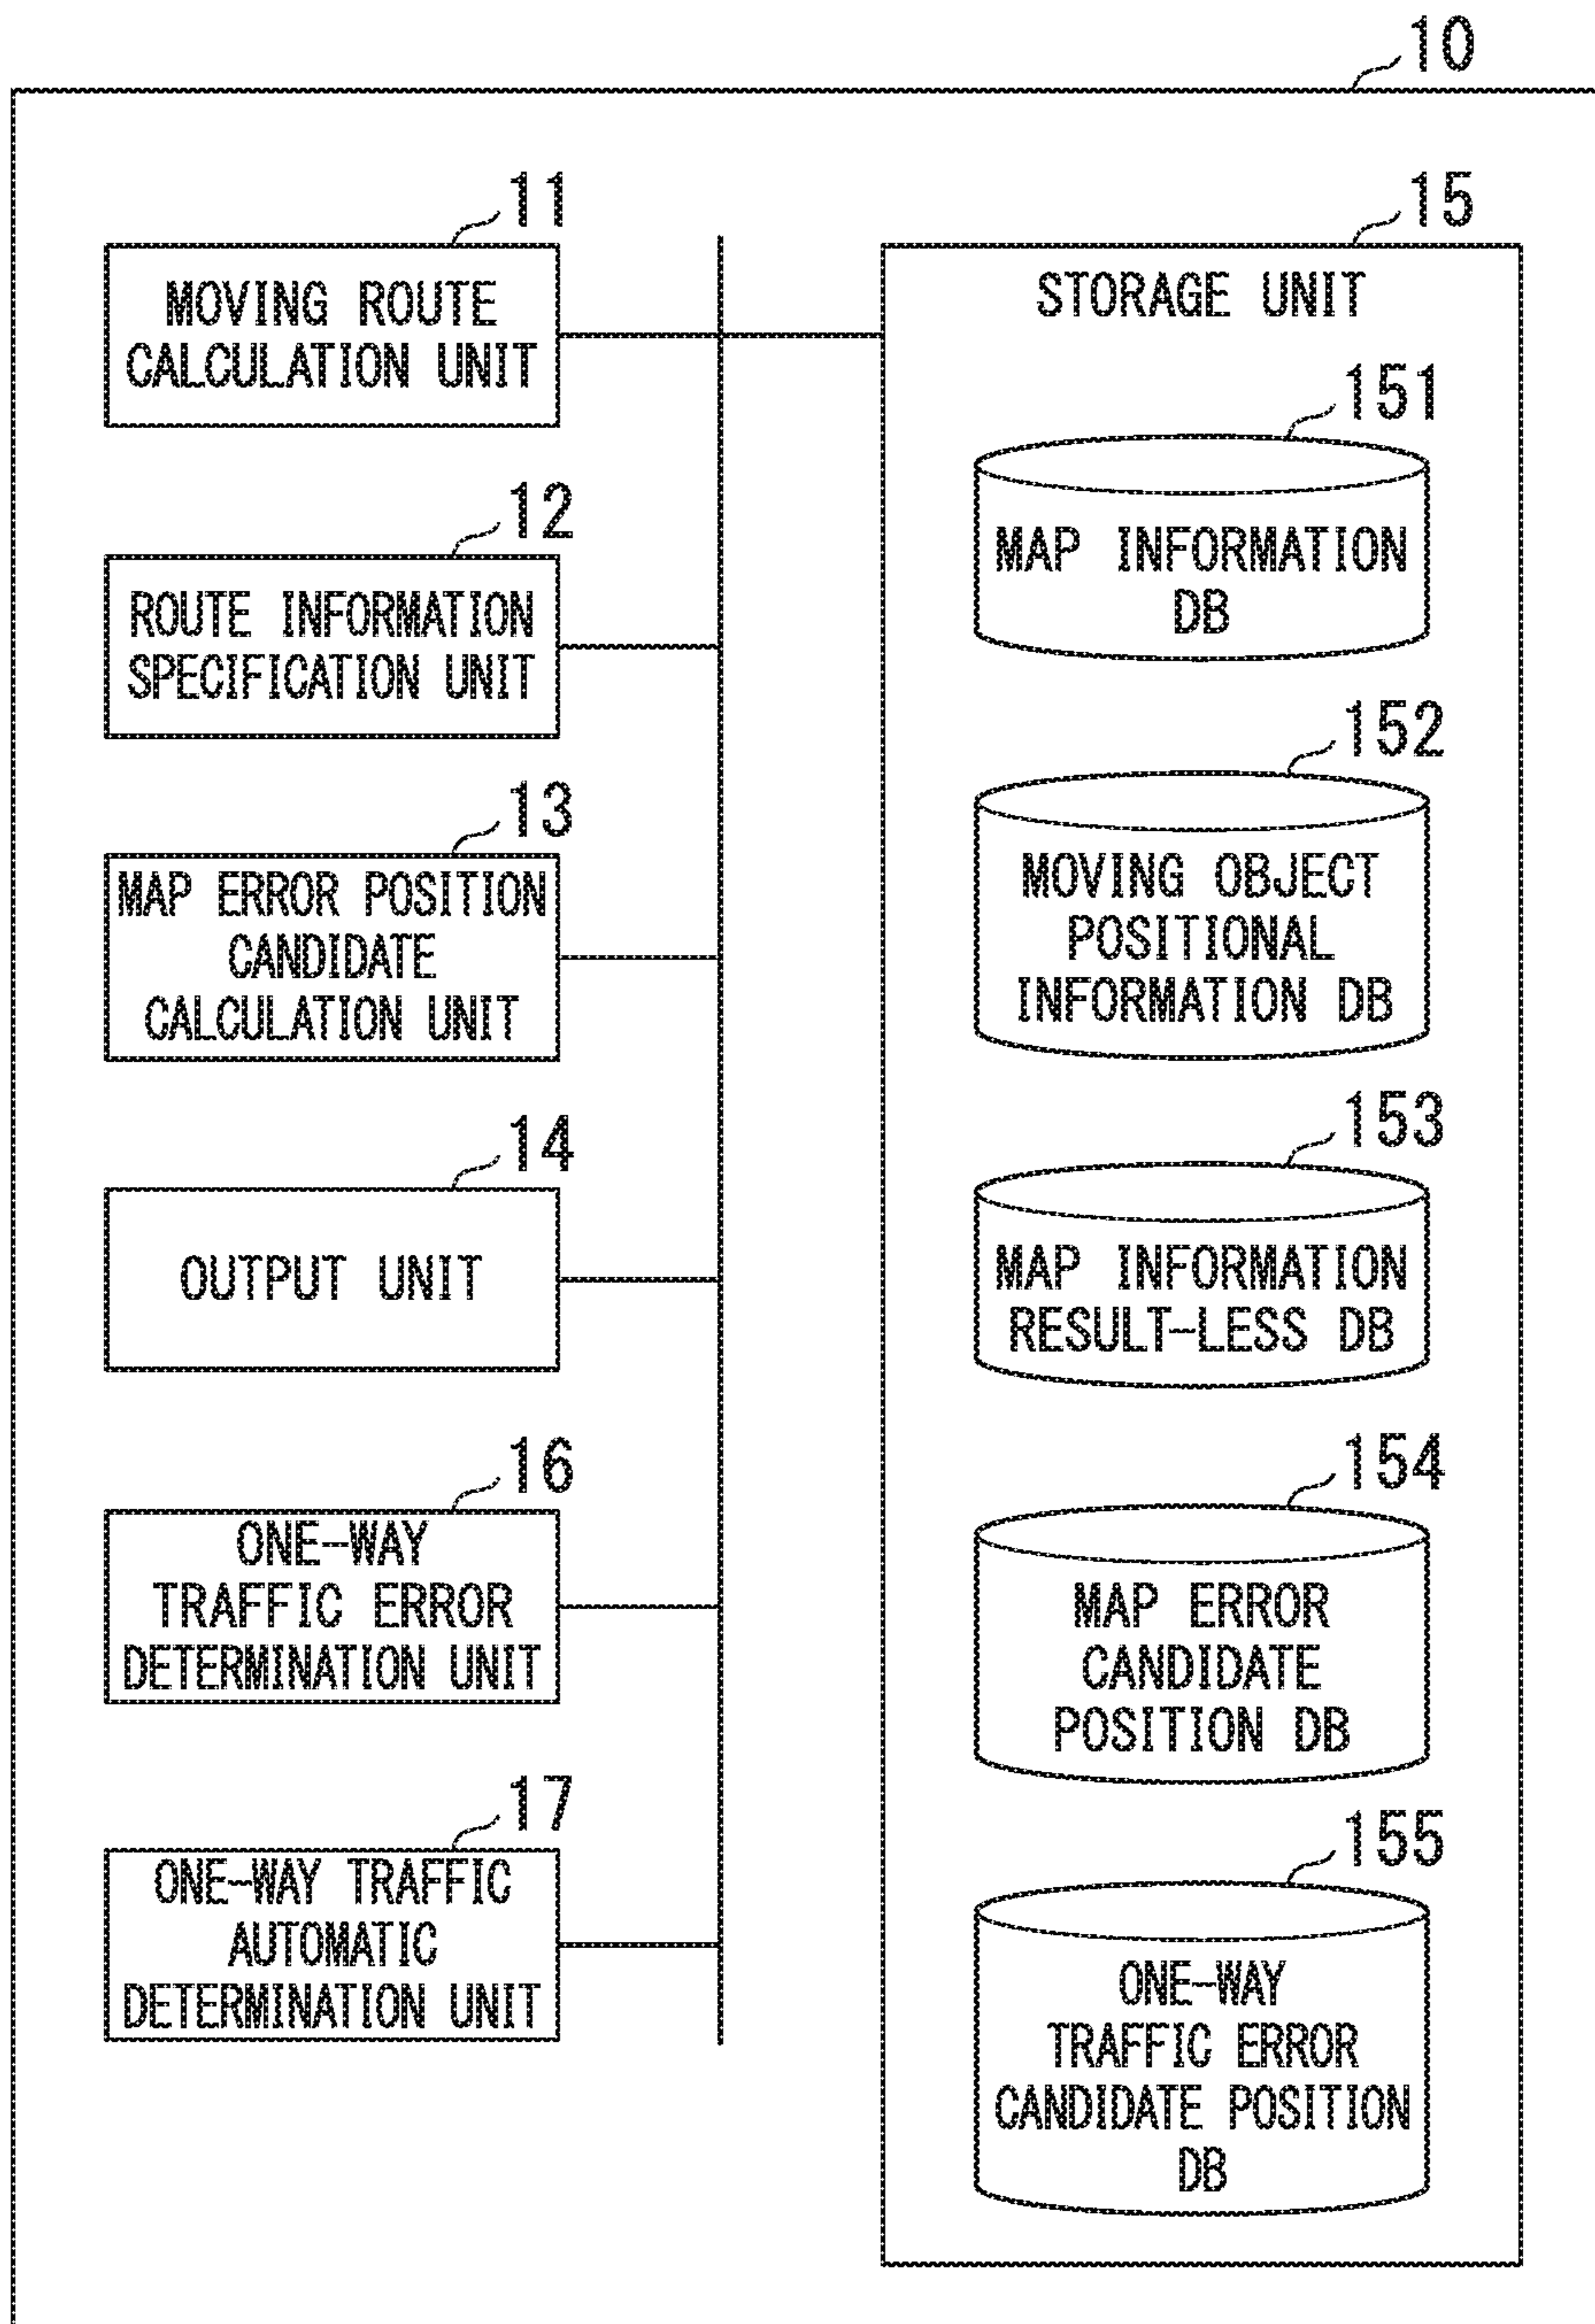 10
11
MOVING ROUTE
CALCULATION UNIT
12
ROUTE INFORMATION
SPECIFICATION UNIT
13
MAP ERROR POSITION
CANDIDATE
CALCULATION UNIT
14
OUTPUT UNIT
16
ONE-WAY
TRAFFIC ERROR
DETERMINATION UNIT
17
ONE-WAY TRAFFIC
AUTOMATIC
DETERMINATION UNIT
15
STORAGE UNIT
151
MAP INFORMATION
DB
152
MOVING OBJECT
POSITIONAL
INFORMATION DB
153
MAP INFORMATION
RESULT-LESS DB
154
MAP ERROR
CANDIDATE
POSITION DB
155
ONE-WAY
TRAFFIC ERROR
CANDIDATE POSITION
DB